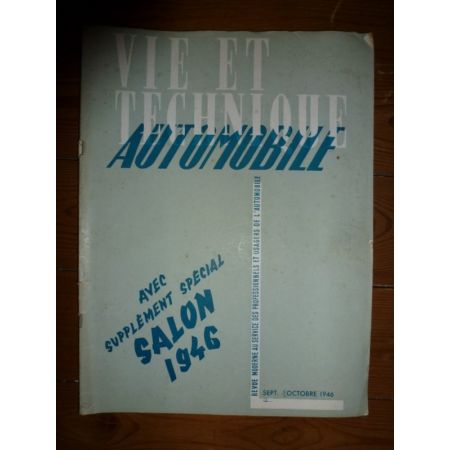 VIE ET
TECHNIQUE
AUTOMOBILE
AVEC
SUPPLÉMENT SPÉCIAL
SALON
1946
REVUE MODERNE AU SERVICE DES PROFESSIONNELS ET USAGERS DE L'AUTOMOBILE
SEPT. OCTOBRE 1946